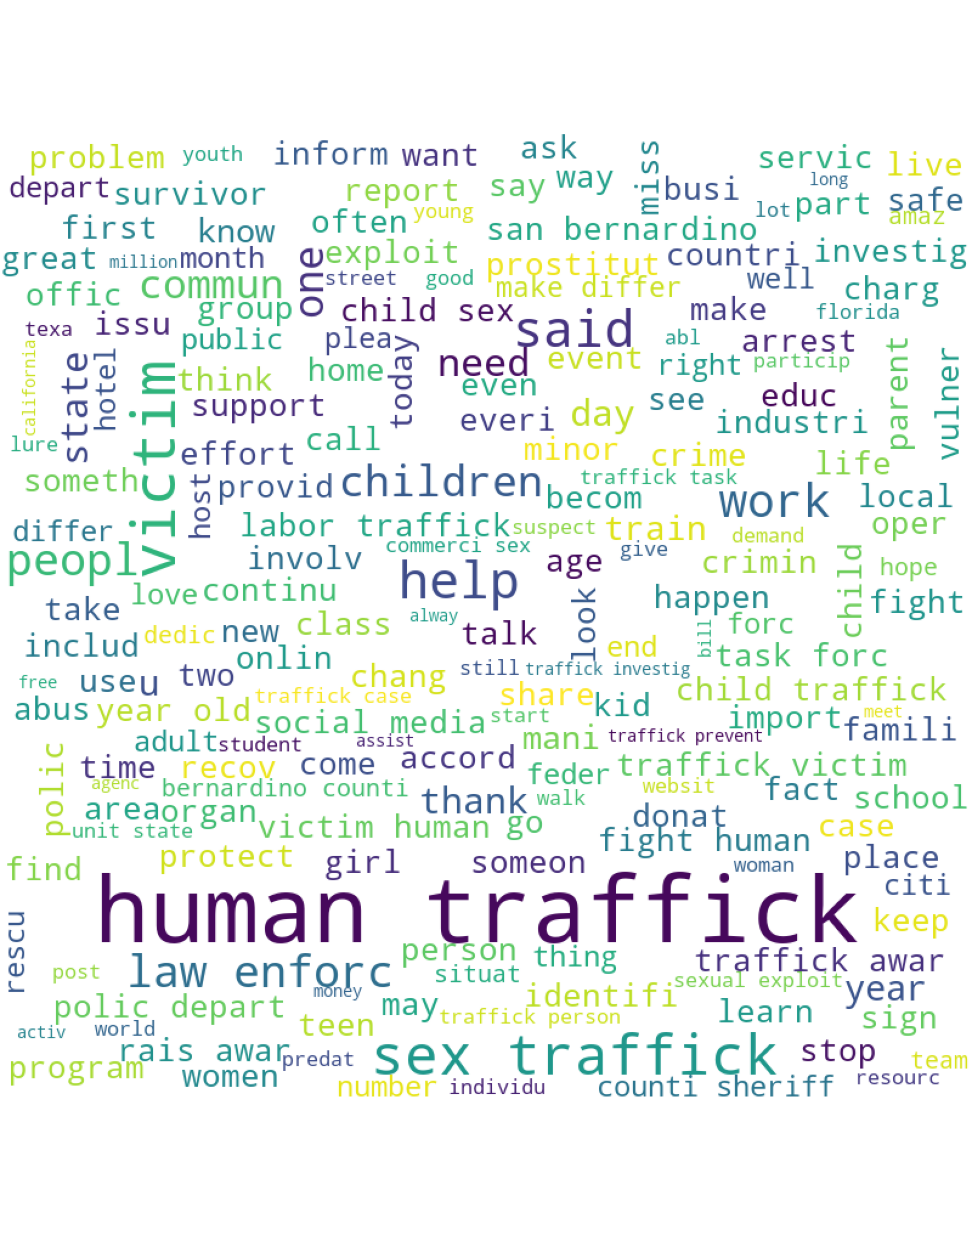 problem youth inform want ask miss servic live
depart survivor report say way busi long part safe
first know often young san bernardino lot amaz
great million month one exploit prostitut countri investig
offic commun group street good make differ well charg
texa issu public child sex said make florida
california state hotel victim think plea home today need event abl right arrest particip parent vulner
support even see educ
lure effort call everi day industri
someth host provid children minor crime life
differ labor traffick becom traffick task work local
peopl involv commerci sex suspect train demand oper
love continu help age give crimin child hope
take class alway look happen fight
includ dedic new talk end bill forc
free use u two onlin chang still traffick investig task forc
abus year old traffick case share kid child traffick
adult student social media start mani import meet famili
polic time recov assist come accord traffick prevent
agenc bernardino counti feder traffick victim
area organ thank walk websit fact school
unit state victim human go donat case
find protect girl someon fight human place
woman citi
human traffick keep
rescu person thing traffick awar
post law enforc situat sexual exploit year
polic depart money may identifi learn sign
activ world teen traffick person
program rais awar predat sex traffick stop team
women number individu counti sheriff resourc